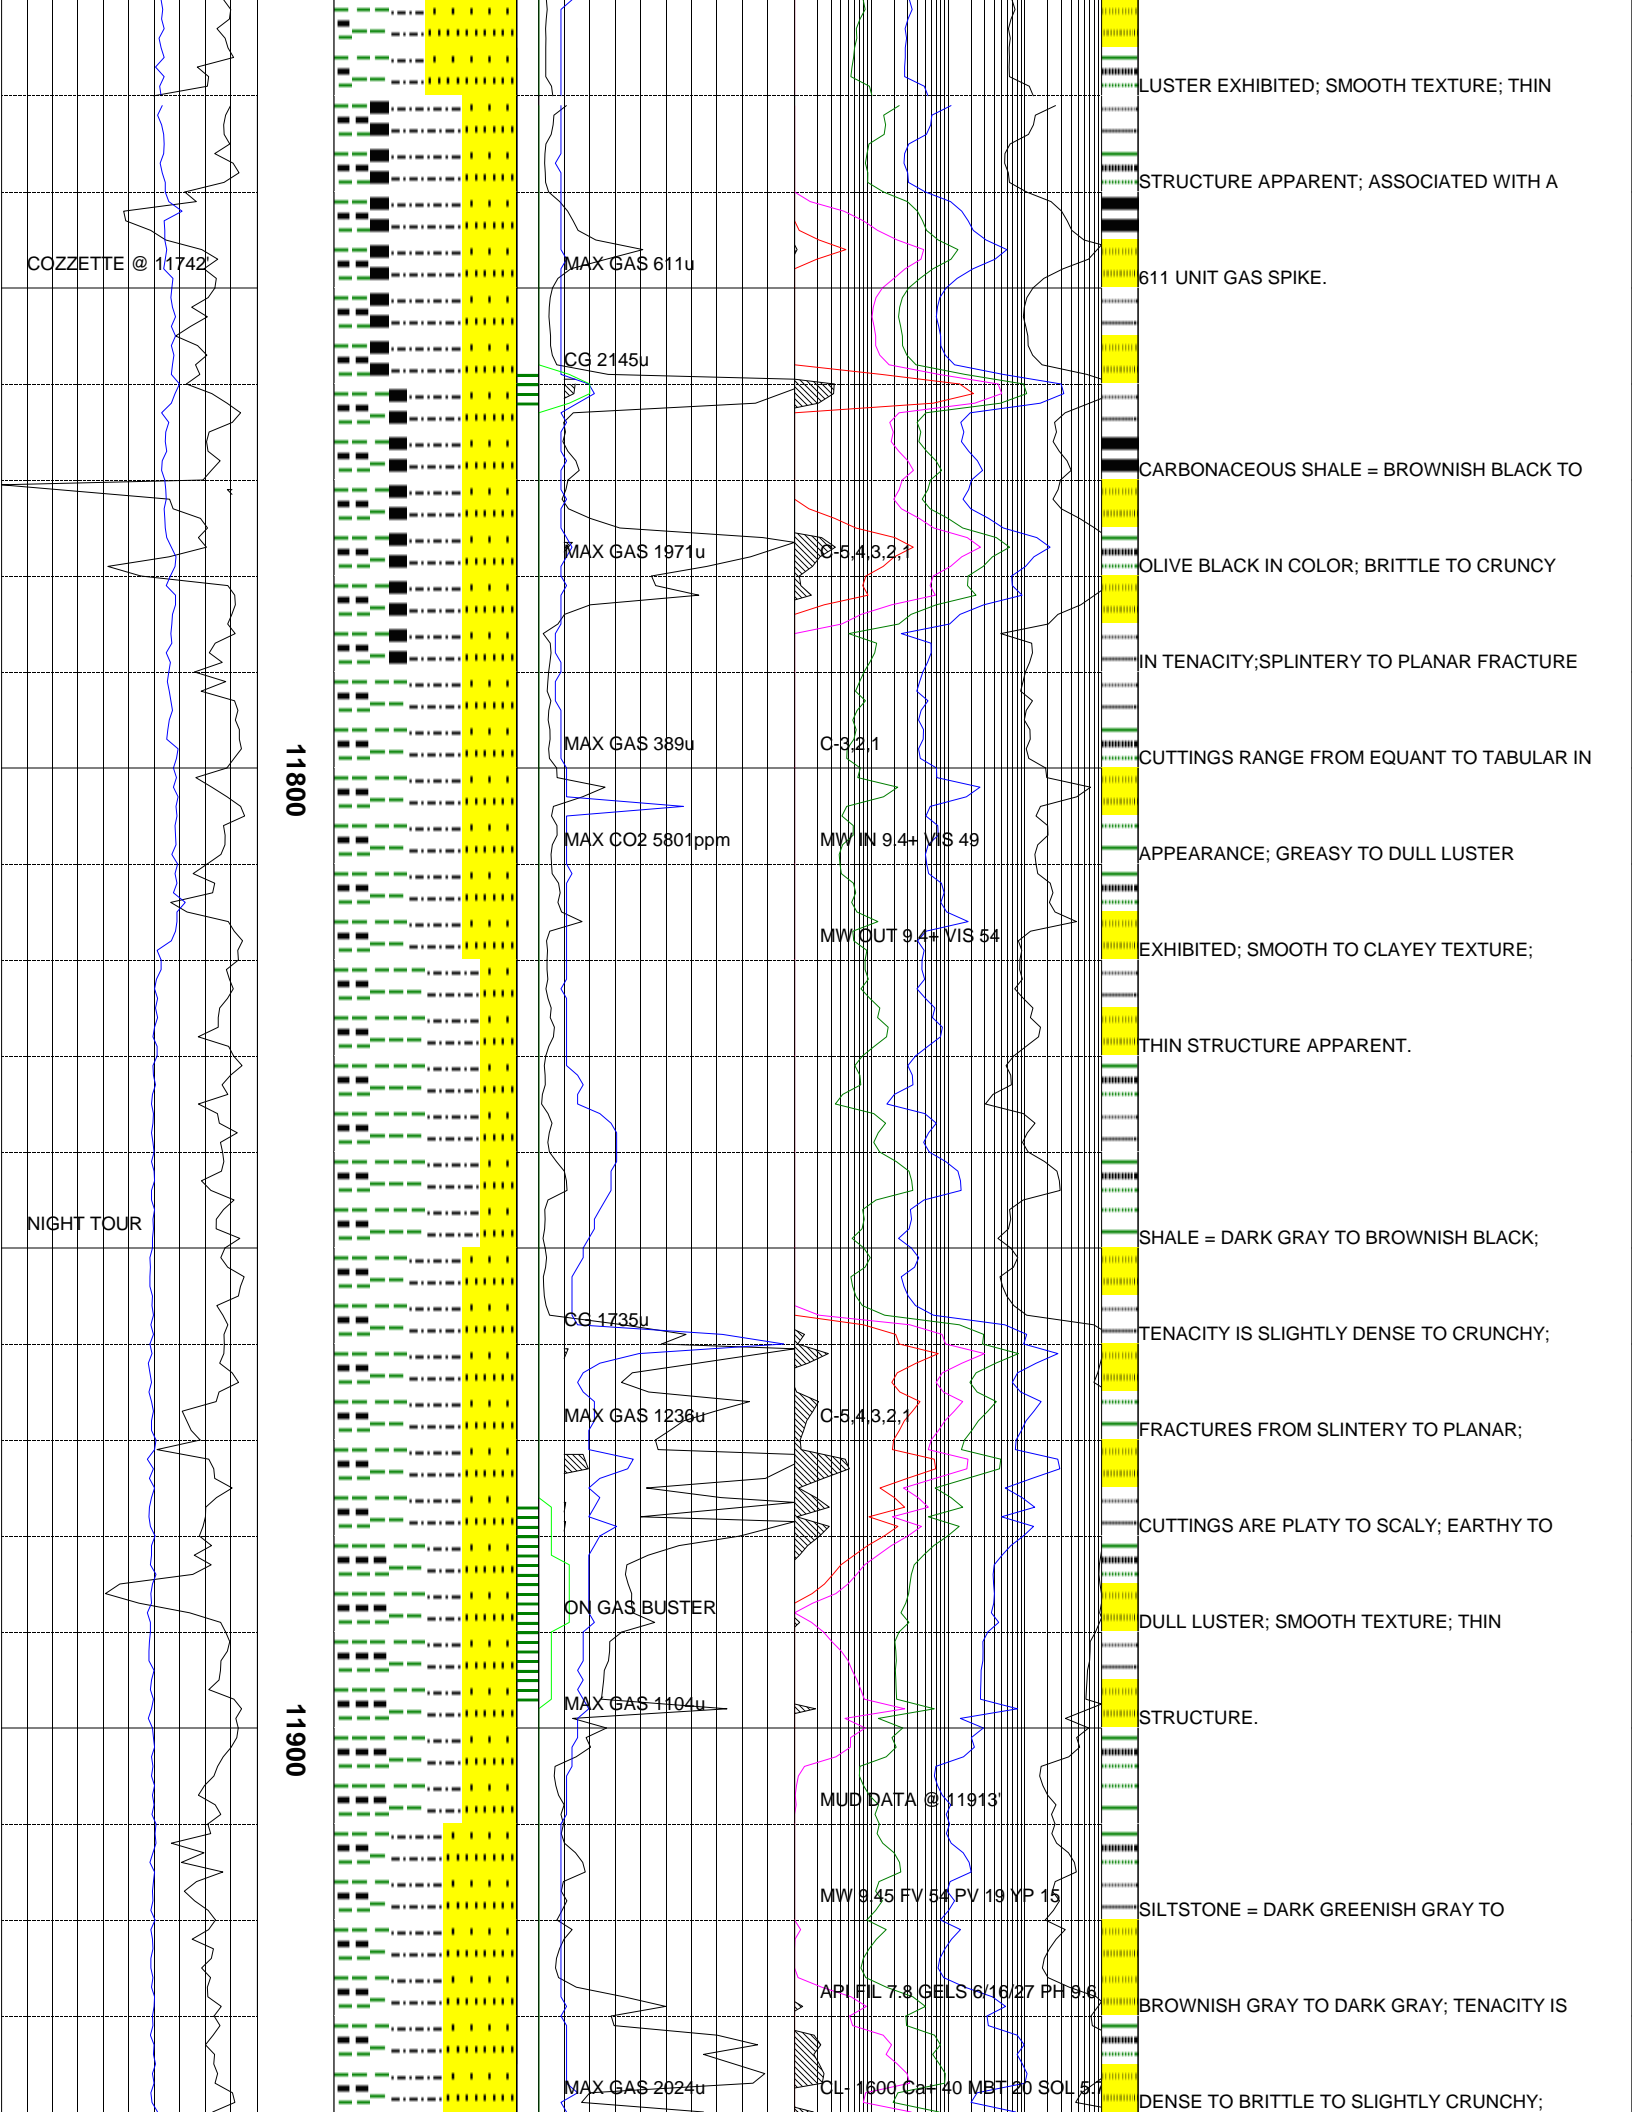 LUSTER EXHIBITED; SMOOTH TEXTURE; THIN
STRUCTURE APPARENT; ASSOCIATED WITH A
COZZETTE @ 11742'
MAX GAS 611u
611 UNIT GAS SPIKE.
CG 2145u
CARBONACEOUS SHALE = BROWNISH BLACK TO
MAX GAS 1971u
C-5,4,3,2,1
OLIVE BLACK IN COLOR; BRITTLE TO CRUNCY
IN TENACITY;SPLINTERY TO PLANAR FRACTURE
11800
MAX GAS 389u
C-3,2,1
CUTTINGS RANGE FROM EQUANT TO TABULAR IN
MAX CO2 5801ppm
MW IN 9.4+ VIS 49
APPEARANCE; GREASY TO DULL LUSTER
MW OUT 9.4+ VIS 54
EXHIBITED; SMOOTH TO CLAYEY TEXTURE;
THIN STRUCTURE APPARENT.
NIGHT TOUR
SHALE = DARK GRAY TO BROWNISH BLACK;
CG 1735u
TENACITY IS SLIGHTLY DENSE TO CRUNCHY;
MAX GAS 1236u
C-5,4,3,2,1
FRACTURES FROM SLINTERY TO PLANAR;
CUTTINGS ARE PLATY TO SCALY; EARTHY TO
ON GAS BUSTER
DULL LUSTER; SMOOTH TEXTURE; THIN
11900
MAX GAS 1104u
STRUCTURE.
MUD DATA @ 11913'
MW 9.45 FV 54 PV 19 YP 15
SILTSTONE = DARK GREENISH GRAY TO
API FIL 7.8 GELS 6/16/27 PH 9.6
BROWNISH GRAY TO DARK GRAY; TENACITY IS
MAX GAS 2024u
CL- 1600 Ca+ 40 MBT 20 SOL 5.7
DENSE TO BRITTLE TO SLIGHTLY CRUNCHY;